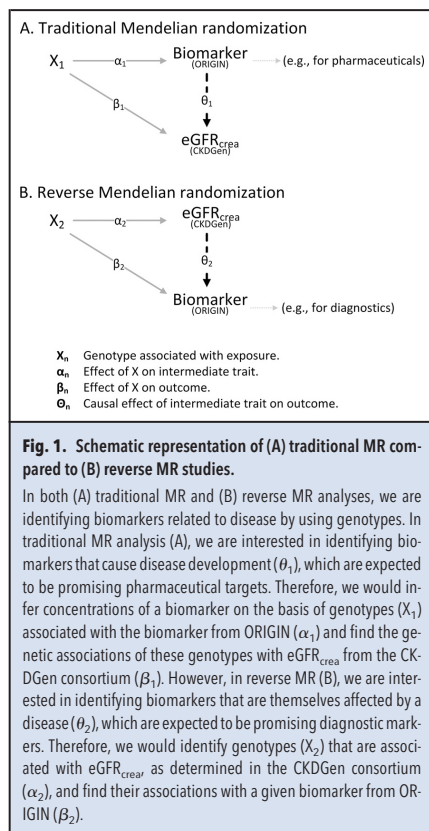 A. Traditional Mendelian randomization
X₁
α₁
Biomarker
(ORIGIN)
(e.g., for pharmaceuticals)
β₁
θ₁
eGFRcrea
(CKDGen)
B. Reverse Mendelian randomization
X₂
α₂
eGFRcrea
(CKDGen)
β₂
θ₂
Biomarker
(ORIGIN)
(e.g., for diagnostics)
Xn Genotype associated with exposure.
αn Effect of X on intermediate trait.
βn Effect of X on outcome.
Θn Causal effect of intermediate trait on outcome.
Fig. 1. Schematic representation of (A) traditional MR com-
pared to (B) reverse MR studies.
In both (A) traditional MR and (B) reverse MR analyses, we are
identifying biomarkers related to disease by using genotypes. In
traditional MR analysis (A), we are interested in identifying bio-
markers that cause disease development (θ₁), which are expected
to be promising pharmaceutical targets. Therefore, we would in-
fer concentrations of a biomarker on the basis of genotypes (X₁)
associated with the biomarker from ORIGIN (α₁) and find the ge-
netic associations of these genotypes with eGFRcrea from the CK-
DGen consortium (β₁). However, in reverse MR (B), we are inter-
ested in identifying biomarkers that are themselves affected by a
disease (θ₂), which are expected to be promising diagnostic mark-
ers. Therefore, we would identify genotypes (X₂) that are associ-
ated with eGFRcrea, as determined in the CKDGen consortium
(α₂), and find their associations with a given biomarker from OR-
IGIN (β₂).